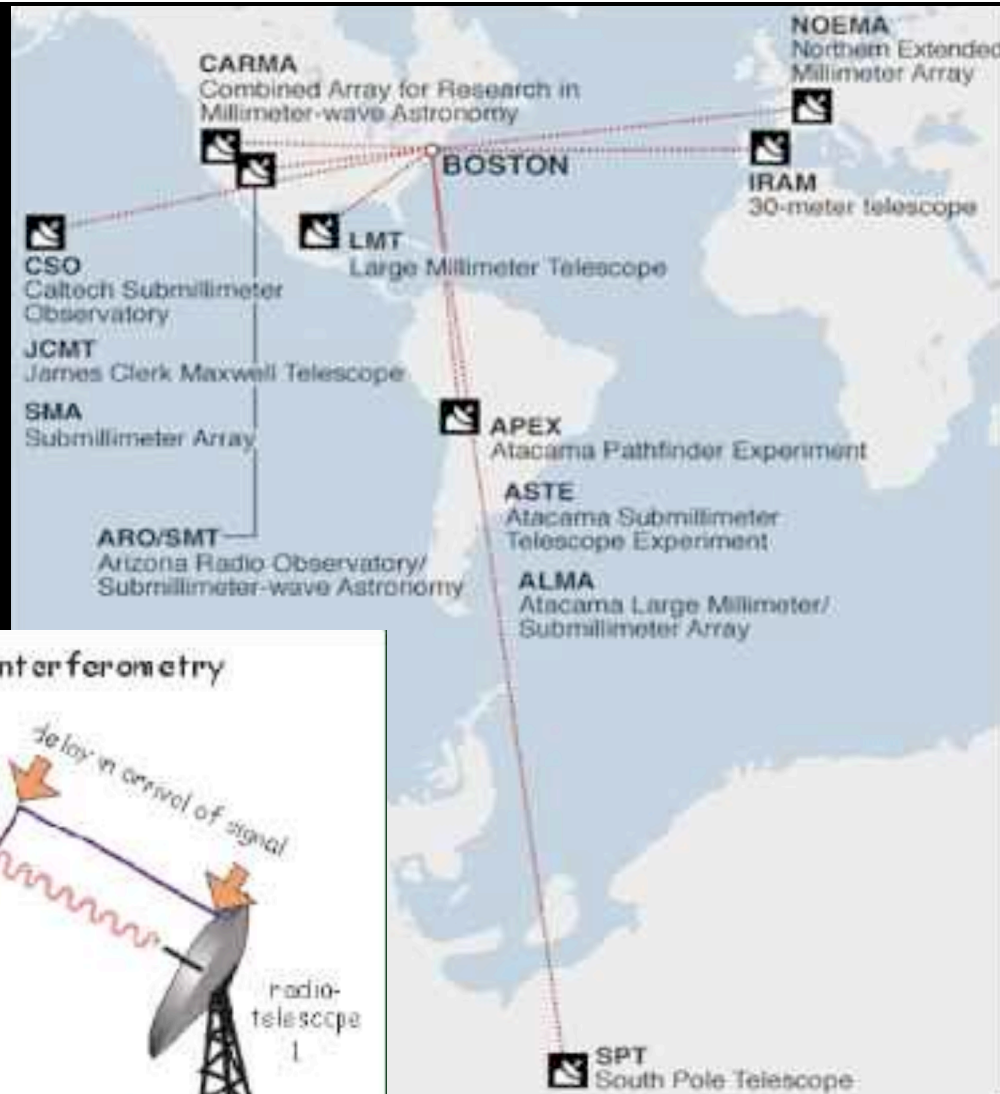 NOEMA
Northern Extended
Millimeter Array
CARMA
Combined Array for Research in
Millimeter-wave Astronomy
BOSTON
IRAM
30-meter telescope
LMT
Large Millimeter Telescope
CSO
Caltech Submillimeter
Observatory
JCMT
James Clerk Maxwell Telescope
SMA
Submillimeter Array
APEX
Atacama Pathfinder Experiment
ASTE
Atacama Submillimeter
Telescope Experiment
ARO/SMT
Arizona Radio Observatory/
Submillimeter-wave Astronomy
ALMA
Atacama Large Millimeter/
Submillimeter Array
nterferometry
delay in arrival of signal
radio-
telescope
1
SPT
South Pole Telescope